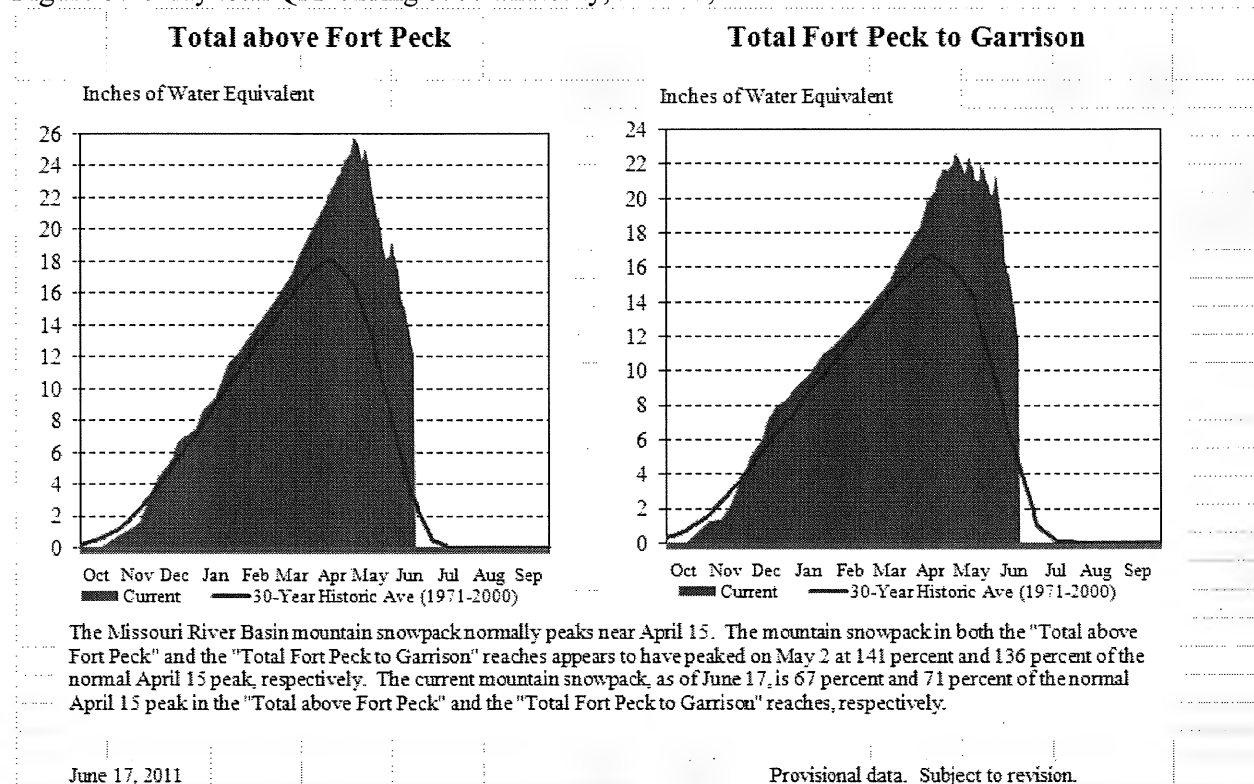 Total above Fort Peck
Total Fort Peck to Garrison
Inches of Water Equivalent
Inches of Water Equivalent
26
24
22
20
18
16
14
12
10
8
6
4
2
0
Oct Nov Dec Jan Feb Mar Apr May Jun Jul Aug Sep
Current 30-Year Historic Ave (1971-2000)
24
22
20
18
16
14
12
10
8
6
4
2
0
Oct Nov Dec Jan Feb Mar Apr May Jun Jul Aug Sep
Current 30-Year Historic Ave (1971-2000)
The Missouri River Basin mountain snowpack normally peaks near April 15. The mountain snowpack in both the "Total above
Fort Peck" and the "Total Fort Peck to Garrison" reaches appears to have peaked on May 2 at 141 percent and 136 percent of the
normal April 15 peak, respectively. The current mountain snowpack, as of June 17, is 67 percent and 71 percent of the normal
April 15 peak in the "Total above Fort Peck" and the "Total Fort Peck to Garrison" reaches, respectively.
June 17, 2011
Provisional data. Subject to revision.